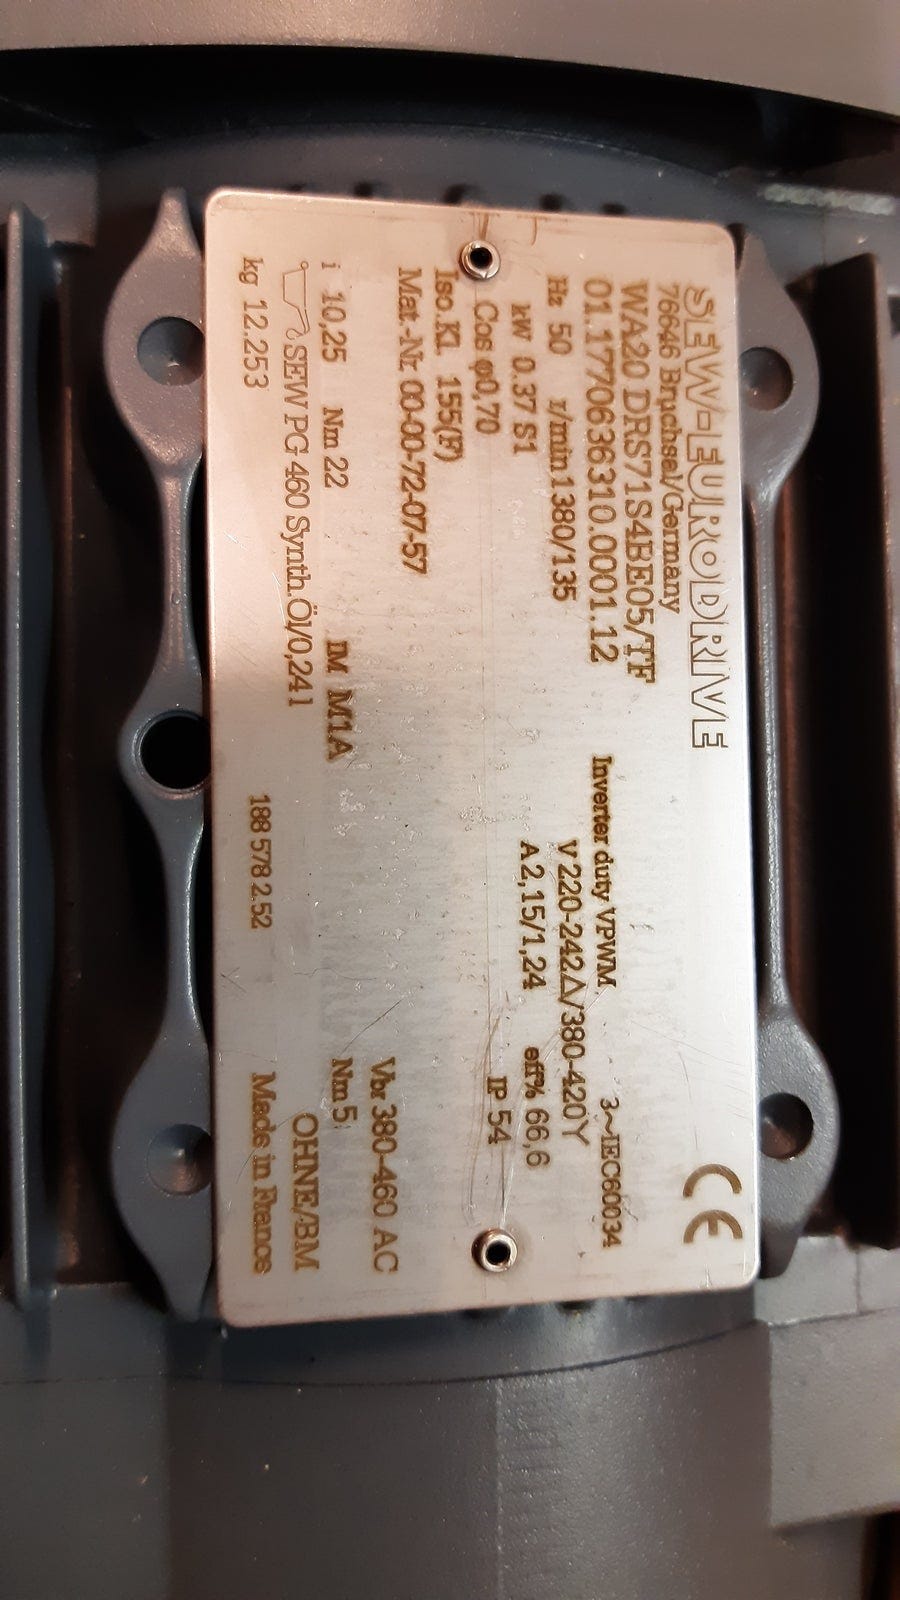 SEW-EURODRIVE
76646 Bruchsel/Germany
WA20 DRS71S4BE05/TF
01.1770636310.0001.12
Inverter duty VPWM 3~IEC60034
Hz 50 r/min 1380/135 V 220-242△/380-420Y
kW 0.37 S1 A 2,15/1,24 eff% 66,6
Cos φ0,70 IP 54
Iso.Kl 155(F)
Mat.-Nr 00-00-72-07-57 Vbr 380-460 AC
i 10,25 Nm 22 IM M1A Nm 5
SEW PG 460 Synth.Öl/0,24 l OHNE/BM
kg 12.253 188 578 2.52 Made in France
CE